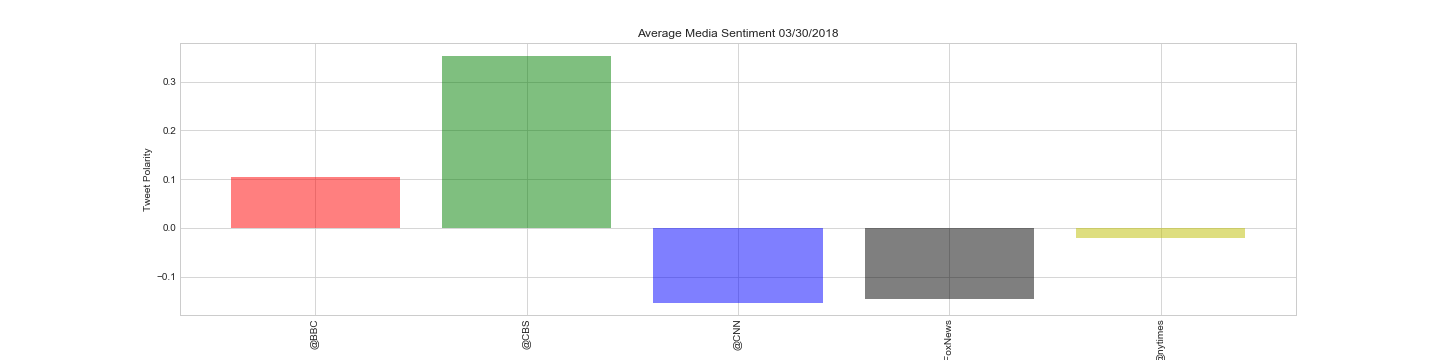 Average Media Sentiment 03/30/2018
Tweet Polarity
0.3
0.2
0.1
0.0
−0.1
@BBC
@CBS
@CNN
FoxNews
@nytimes